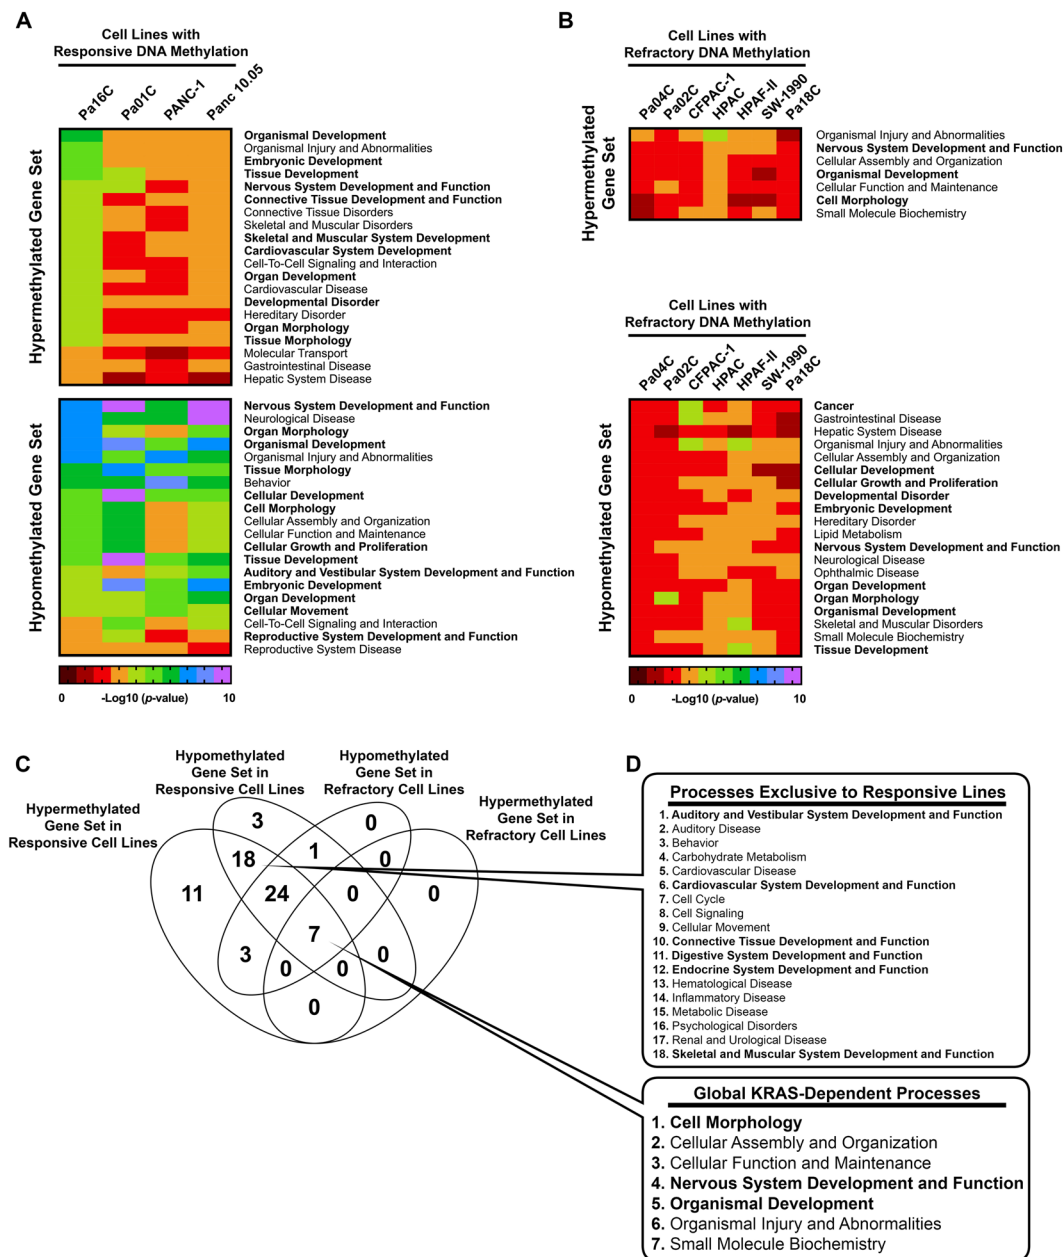 A
Cell Lines with
Responsive DNA Methylation
Pa16C
Pa01C
PANC-1
Panc 10.05
Hypermethylated Gene Set
Organismal Development
Organismal Injury and Abnormalities
Embryonic Development
Tissue Development
Nervous System Development and Function
Connective Tissue Development and Function
Connective Tissue Disorders
Skeletal and Muscular Disorders
Skeletal and Muscular System Development
Cardiovascular System Development
Cell-To-Cell Signaling and Interaction
Organ Development
Cardiovascular Disease
Developmental Disorder
Hereditary Disorder
Organ Morphology
Tissue Morphology
Molecular Transport
Gastrointestinal Disease
Hepatic System Disease
Hypomethylated Gene Set
Nervous System Development and Function
Neurological Disease
Organ Morphology
Organismal Development
Organismal Injury and Abnormalities
Tissue Morphology
Behavior
Cellular Development
Cell Morphology
Cellular Assembly and Organization
Cellular Function and Maintenance
Cellular Growth and Proliferation
Tissue Development
Auditory and Vestibular System Development and Function
Embryonic Development
Organ Development
Cellular Movement
Cell-To-Cell Signaling and Interaction
Reproductive System Development and Function
Reproductive System Disease
0 -Log10 (p-value) 10
B
Cell Lines with
Refractory DNA Methylation
Pa04C
Pa02C
CFPAC-1
HPAC
HPAF-II
SW-1990
Pa18C
Hypermethylated
Gene Set
Organismal Injury and Abnormalities
Nervous System Development and Function
Cellular Assembly and Organization
Organismal Development
Cellular Function and Maintenance
Cell Morphology
Small Molecule Biochemistry
Cell Lines with
Refractory DNA Methylation
Pa04C
Pa02C
CFPAC-1
HPAC
HPAF-II
SW-1990
Pa18C
Hypomethylated Gene Set
Cancer
Gastrointestinal Disease
Hepatic System Disease
Organismal Injury and Abnormalities
Cellular Assembly and Organization
Cellular Development
Cellular Growth and Proliferation
Developmental Disorder
Embryonic Development
Hereditary Disorder
Lipid Metabolism
Nervous System Development and Function
Neurological Disease
Ophthalmic Disease
Organ Development
Organ Morphology
Organismal Development
Skeletal and Muscular Disorders
Small Molecule Biochemistry
Tissue Development
0 -Log10 (p-value) 10
C
Hypermethylated
Gene Set in
Responsive Cell Lines
Hypomethylated
Gene Set in
Responsive Cell Lines
Hypomethylated
Gene Set in
Refractory Cell Lines
Hypermethylated
Gene Set in
Refractory Cell Lines
3
0
18
1
0
11
24
0
0
7
3
0
0
0
0
D
Processes Exclusive to Responsive Lines
1. Auditory and Vestibular System Development and Function
2. Auditory Disease
3. Behavior
4. Carbohydrate Metabolism
5. Cardiovascular Disease
6. Cardiovascular System Development and Function
7. Cell Cycle
8. Cell Signaling
9. Cellular Movement
10. Connective Tissue Development and Function
11. Digestive System Development and Function
12. Endocrine System Development and Function
13. Hematological Disease
14. Inflammatory Disease
15. Metabolic Disease
16. Psychological Disorders
17. Renal and Urological Disease
18. Skeletal and Muscular System Development and Function
Global KRAS-Dependent Processes
1. Cell Morphology
2. Cellular Assembly and Organization
3. Cellular Function and Maintenance
4. Nervous System Development and Function
5. Organismal Development
6. Organismal Injury and Abnormalities
7. Small Molecule Biochemistry